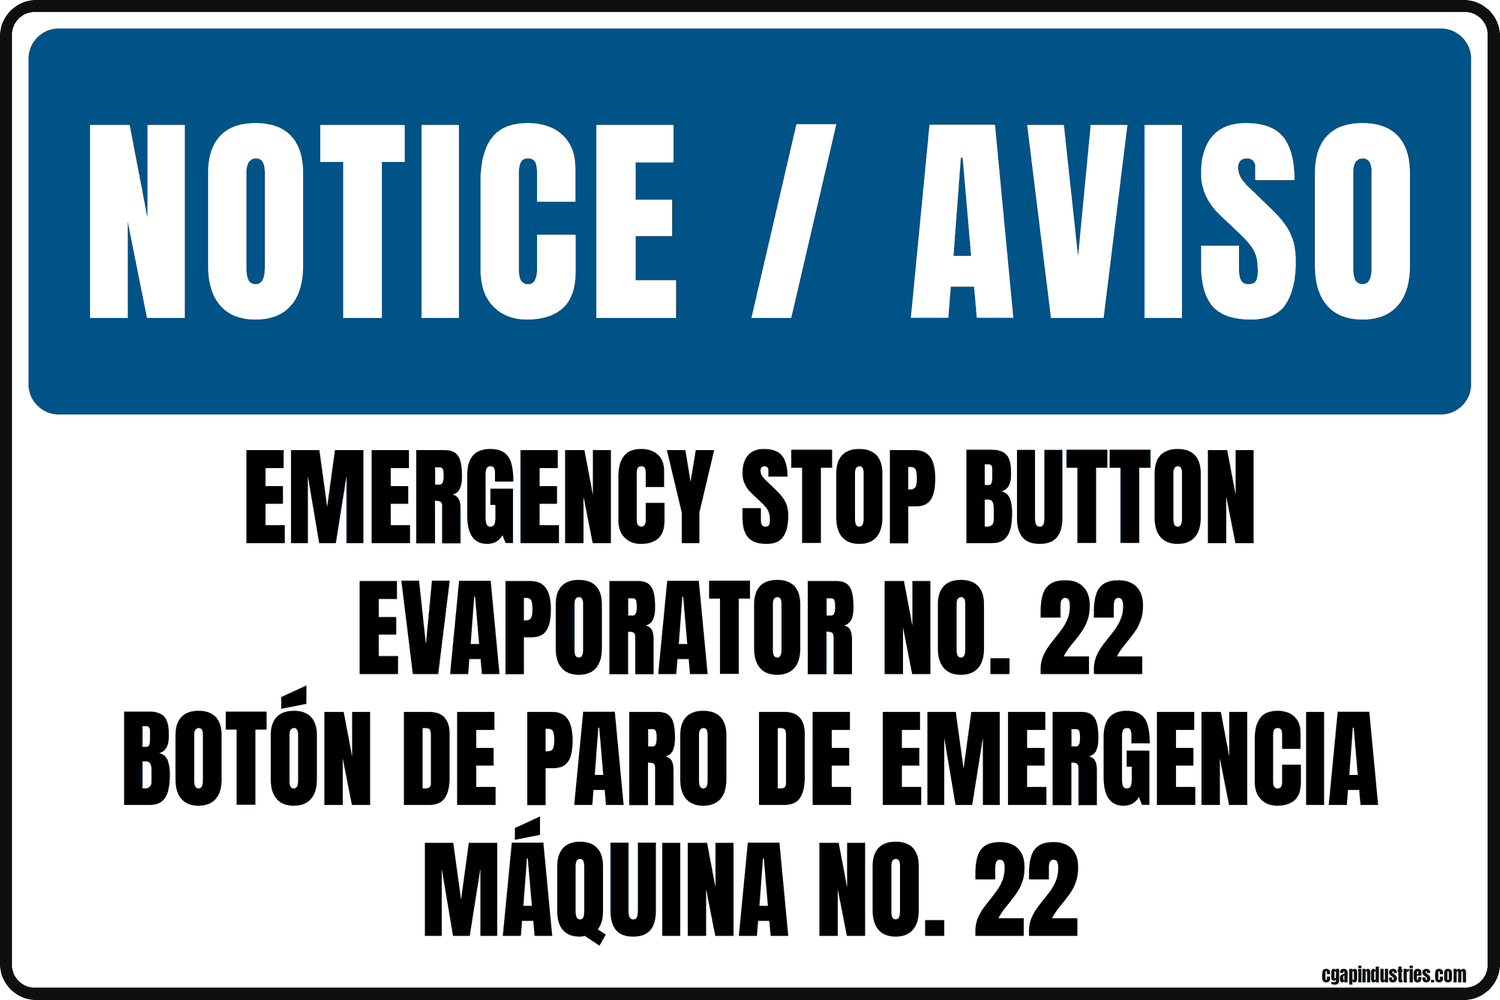 NOTICE / AVISO
EMERGENCY STOP BUTTON
EVAPORATOR NO. 22
BOTÓN DE PARO DE EMERGENCIA
MÁQUINA NO. 22
cgapindustries.com